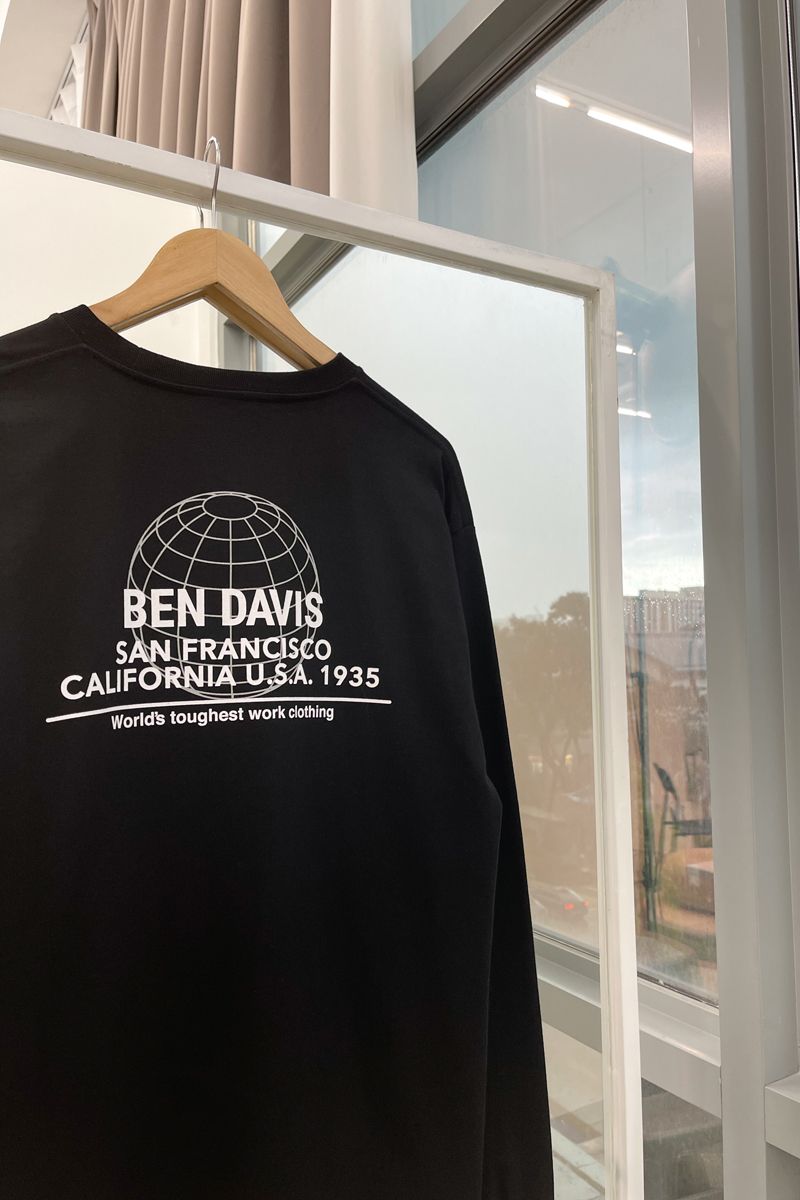 BEN DAVIS
SAN FRANCISCO
CALIFORNIA U.S.A. 1935
World's toughest work clothing